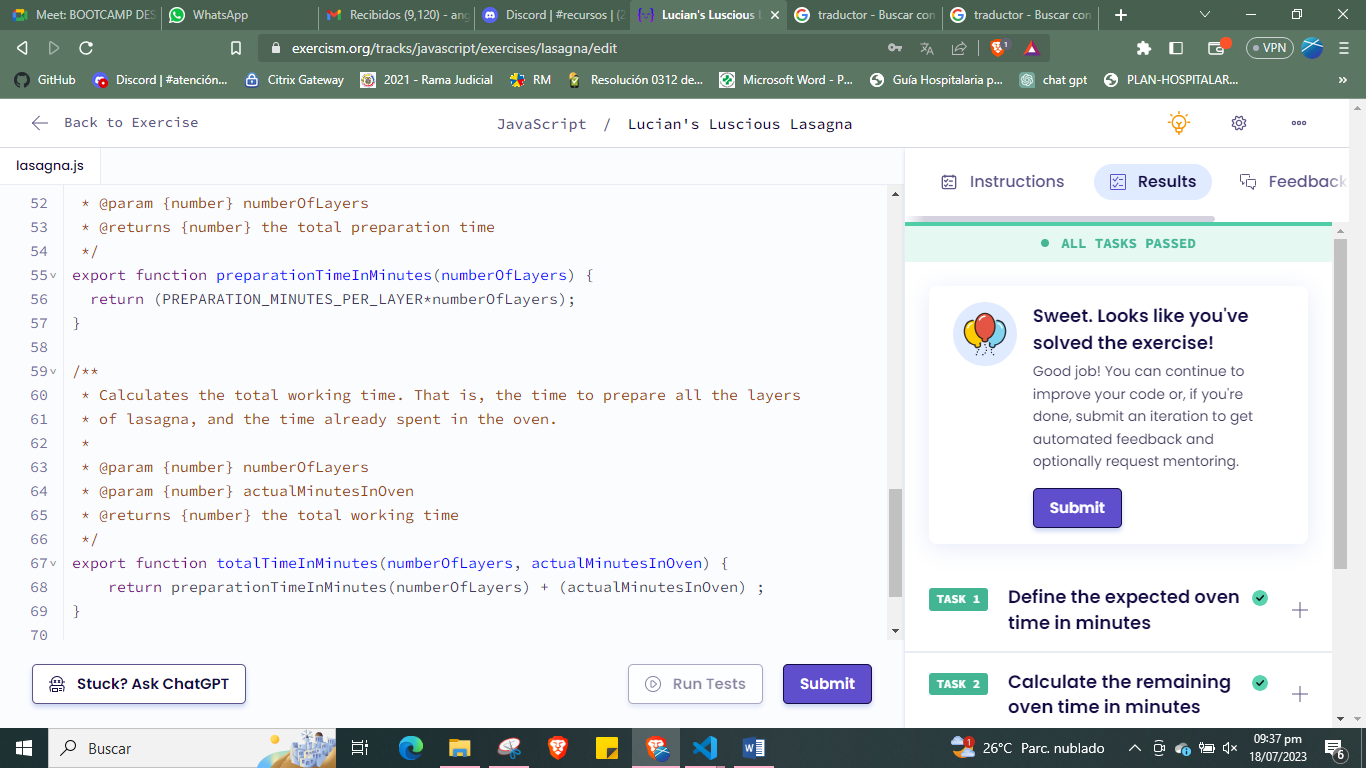 Meet: BOOTCAMP DES
WhatsApp
Recibidos (9,120) - ang
Discord | #recursos | (2
Lucian's Luscious L
traductor - Buscar con
traductor - Buscar con
exercism.org/tracks/javascript/exercises/lasagna/edit
1
VPN
GitHub
Discord | #atención...
Citrix Gateway
2021 - Rama Judicial
RM
Resolución 0312 de...
Microsoft Word - P...
Guía Hospitalaria p...
chat gpt
PLAN-HOSPITALAR...
»
Back to Exercise
JavaScript / Lucian's Luscious Lasagna
lasagna.js
Instructions
Results
Feedback
52 * @param {number} numberOfLayers
53 * @returns {number} the total preparation time
54 */
55 export function preparationTimeInMinutes(numberOfLayers) {
56 return (PREPARATION_MINUTES_PER_LAYER*numberOfLayers);
57 }
58
59 /**
60 * Calculates the total working time. That is, the time to prepare all the layers
61 * of lasagna, and the time already spent in the oven.
62 *
63 * @param {number} numberOfLayers
64 * @param {number} actualMinutesInOven
65 * @returns {number} the total working time
66 */
67 export function totalTimeInMinutes(numberOfLayers, actualMinutesInOven) {
68 return preparationTimeInMinutes(numberOfLayers) + (actualMinutesInOven) ;
69 }
70
ALL TASKS PASSED
Sweet. Looks like you've
solved the exercise!
Good job! You can continue to
improve your code or, if you're
done, submit an iteration to get
automated feedback and
optionally request mentoring.
Submit
TASK 1
Define the expected oven
time in minutes
TASK 2
Calculate the remaining
oven time in minutes
Stuck? Ask ChatGPT
Run Tests
Submit
Buscar
1
26°C Parc. nublado
09:37 pm
18/07/2023
6